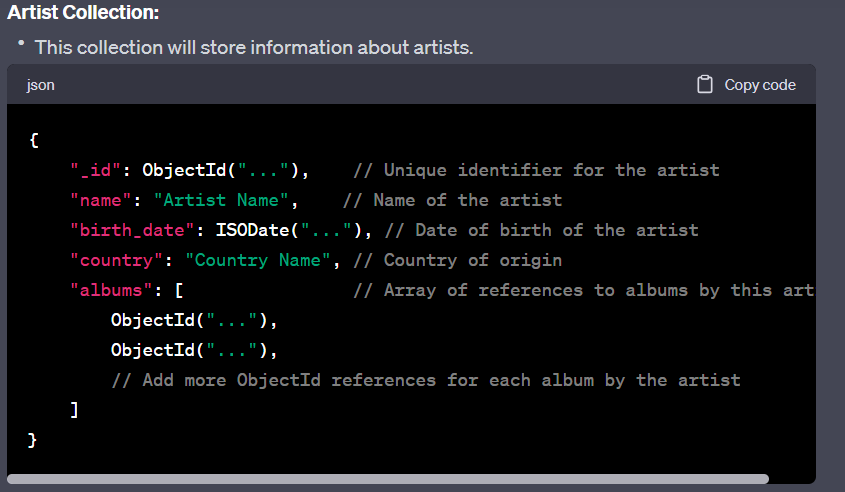 Artist Collection:
• This collection will store information about artists.
json Copy code
{
    "_id": ObjectId("..."),    // Unique identifier for the artist
    "name": "Artist Name",    // Name of the artist
    "birth_date": ISODate("..."), // Date of birth of the artist
    "country": "Country Name", // Country of origin
    "albums": [                // Array of references to albums by this art
        ObjectId("..."),
        ObjectId("..."),
        // Add more ObjectId references for each album by the artist
    ]
}